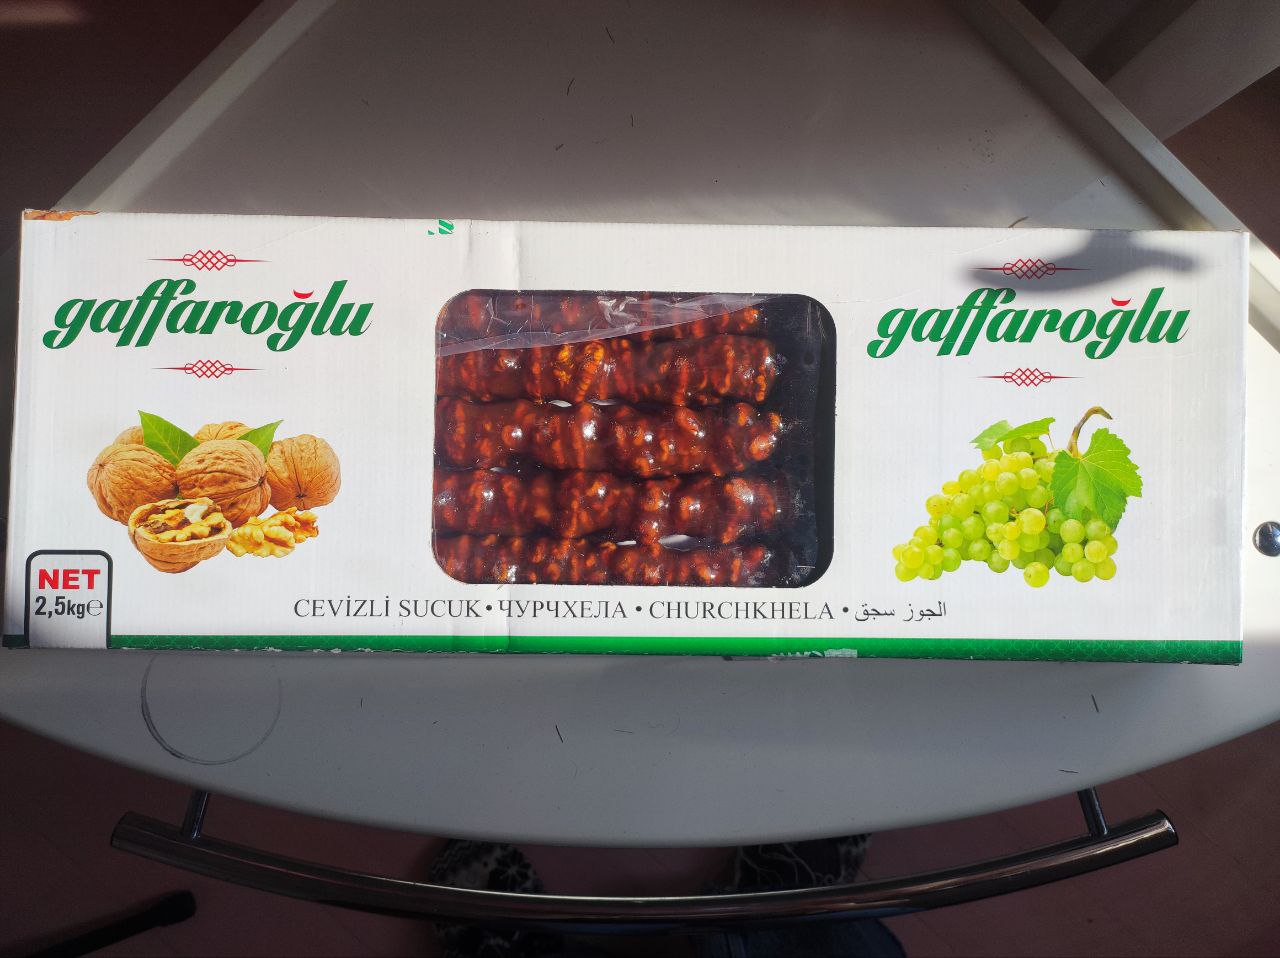 gaffaroğlu
gaffaroğlu
NET
2,5kg℮
CEVİZLİ SUCUK • ЧУРЧХЕЛА • CHURCHKHELA • الجوز سجق